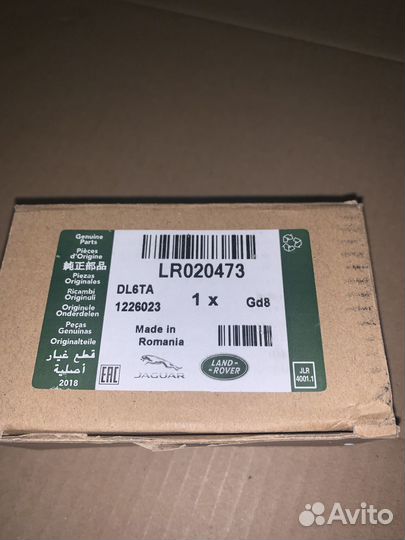 Genuine
Parts
Pièces
d'Origine
純正部品
Piezas
Originales
Ricambi
Originali
Originele
Onderdelen
Peças
Genuínas
Originalteile
قطع غيار
أصلية
2018
LR020473
DL6TA
1226023
1 x
Gd8
Made in
Romania
EAC
JAGUAR
LAND-
-ROVER
JLR
4001.1
Avito